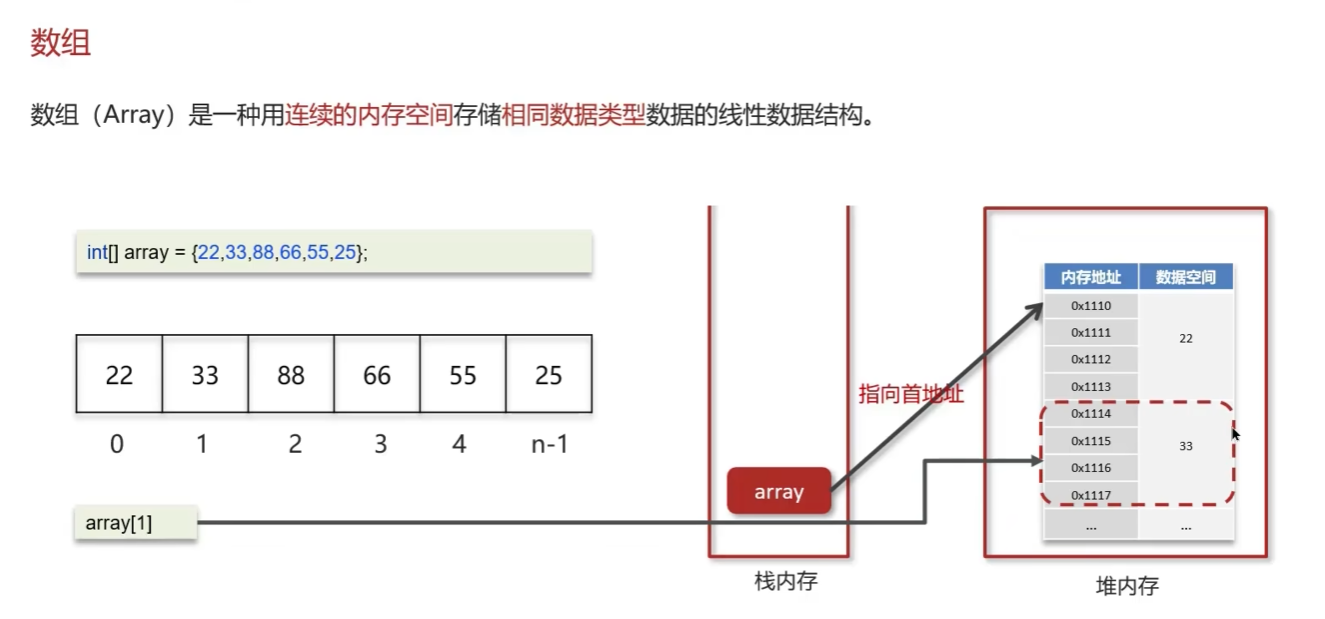 数组
数组（Array）是一种用连续的内存空间存储相同数据类型数据的线性数据结构。
int[] array = {22,33,88,66,55,25};
22 33 88 66 55 25
0 1 2 3 4 n-1
array[1]
array
栈内存
指向首地址
内存地址 数据空间
0x1110
0x1111
22
0x1112
0x1113
0x1114
0x1115
33
0x1116
0x1117
... ...
堆内存